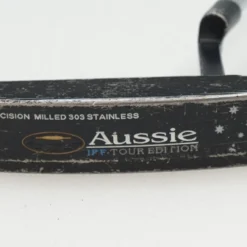 CISION MILLED 303 STAINLESS
Aussie
IFF-TOUR EDITION